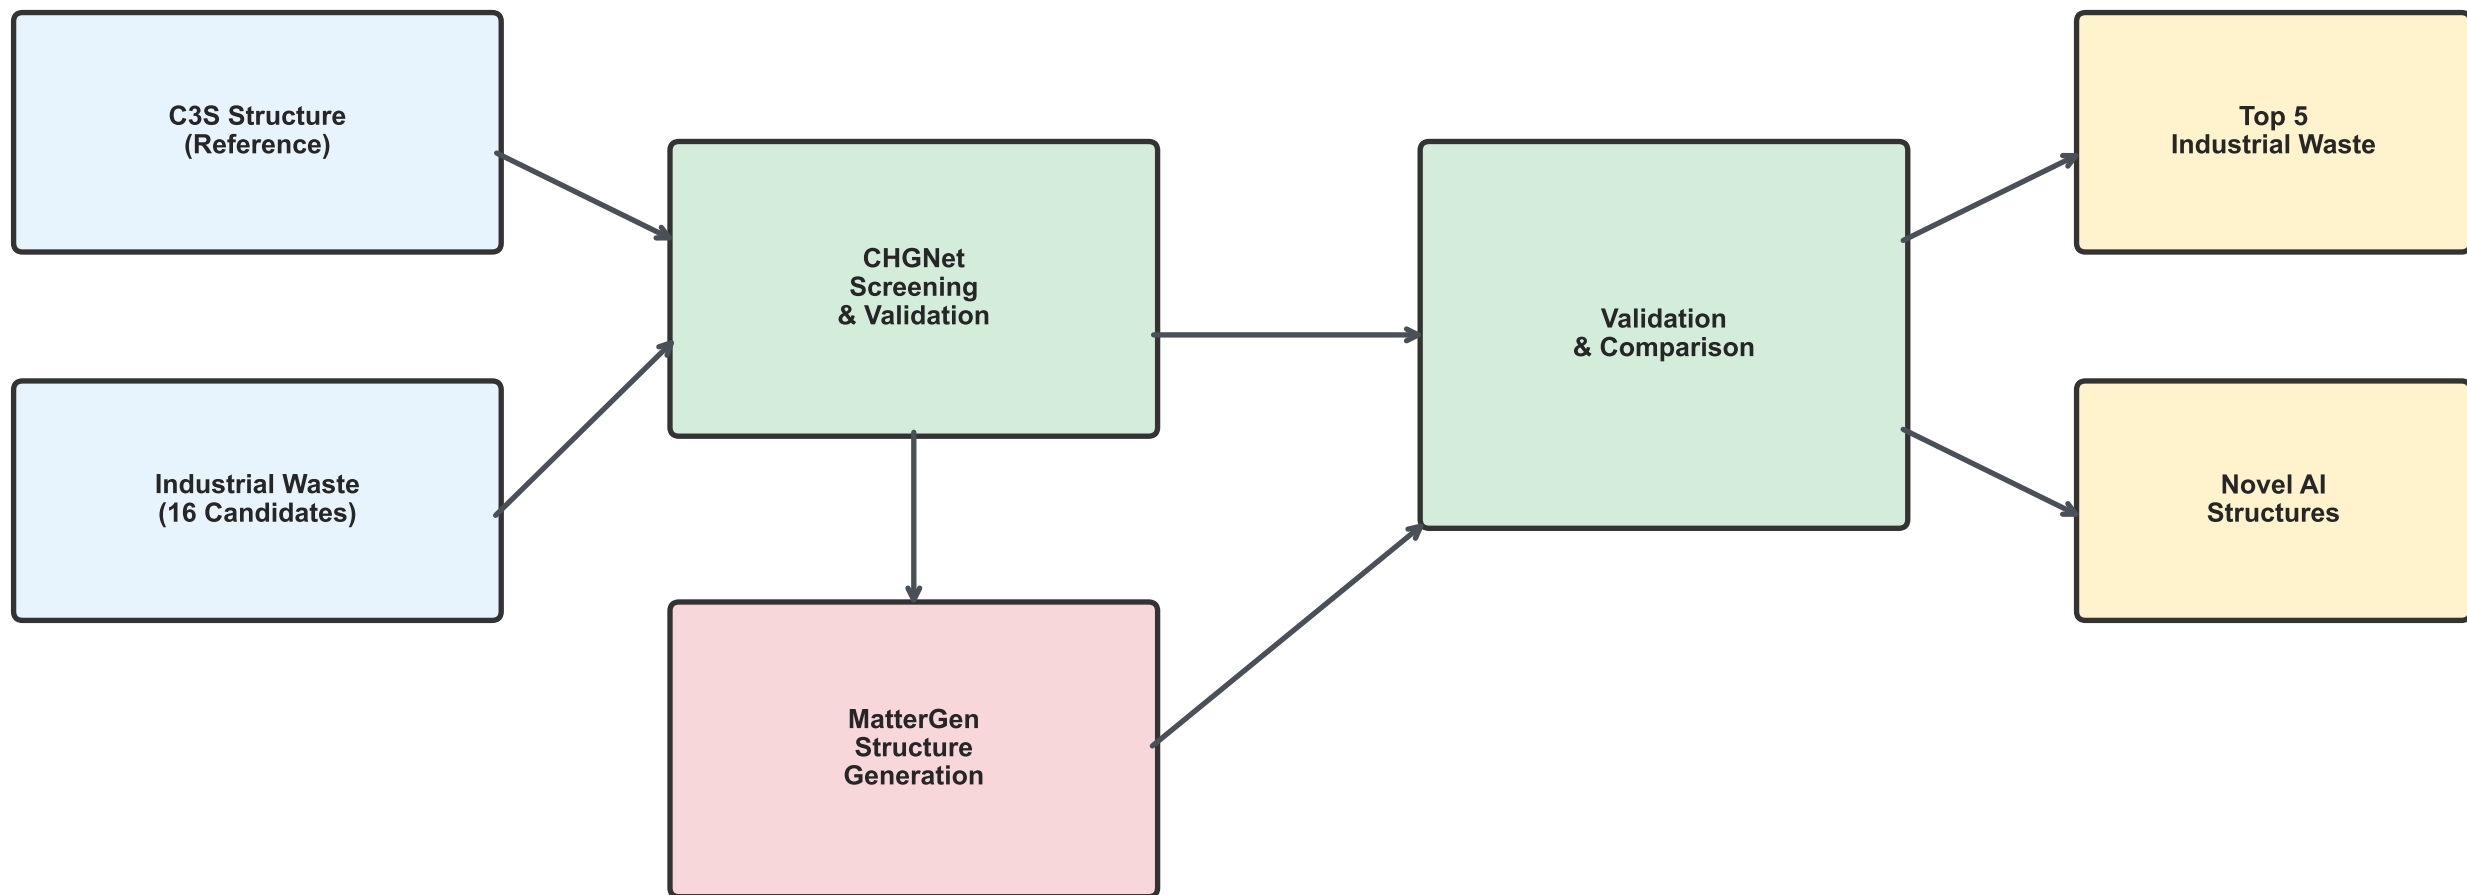 C3S Structure
(Reference)
Industrial Waste
(16 Candidates)
CHGNet
Screening
& Validation
MatterGen
Structure
Generation
Validation
& Comparison
Top 5
Industrial Waste
Novel AI
Structures